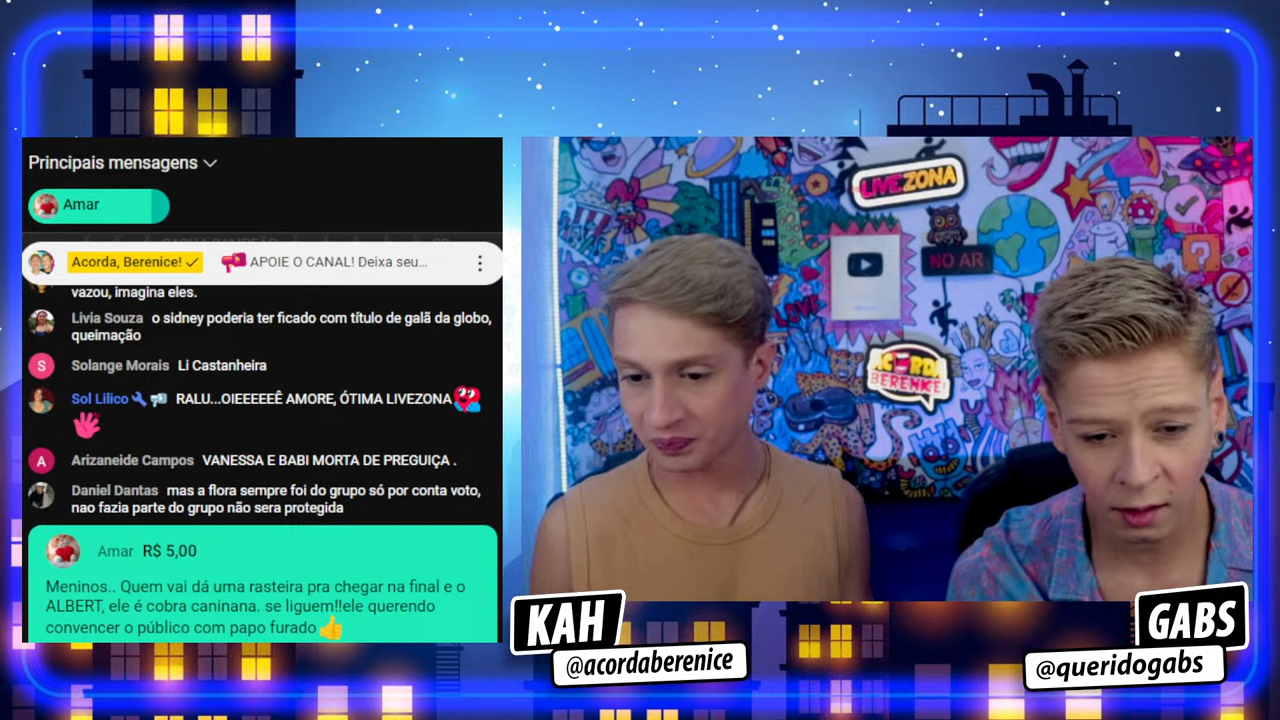 Principais mensagens
Amar
Acorda, Berenice! APOIE O CANAL! Deixa seu...
vazou, imagina eles.
Livia Souza o sidney poderia ter ficado com título de galã da globo,
queimação
S Solange Morais Li Castanheira
Sol Lilico RALU...OIEEEEEÊ AMORE, ÓTIMA LIVEZONA
A Arizaneide Campos VANESSA E BABI MORTA DE PREGUIÇA .
Daniel Dantas mas a flora sempre foi do grupo só por conta voto,
nao fazia parte do grupo não sera protegida
Amar R$ 5,00
Meninos.. Quem vai dá uma rasteira pra chegar na final e o
ALBERT, ele é cobra caninana. se liguem!!ele querendo
convencer o público com papo furado
LIVEZONA
NO AR
LOVE
ACORDA
BERENICE!
KAH
@acordaberenice
GABS
@queridogabs